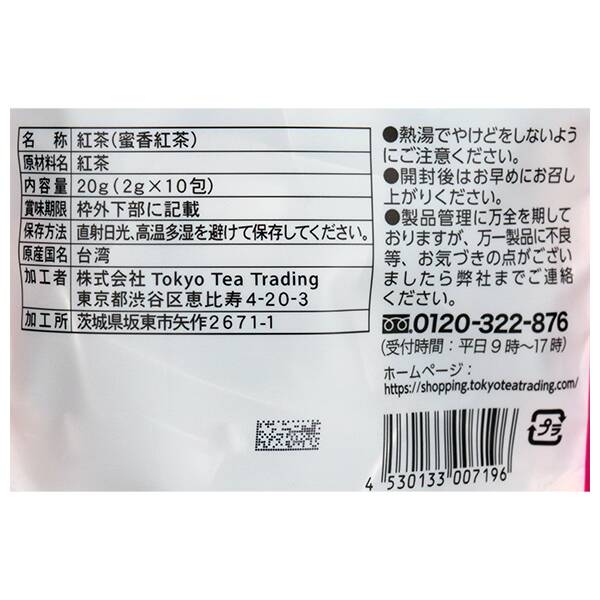 名称 紅茶(蜜香紅茶)
原材料名 紅茶
内容量 20g(2g×10包)
賞味期限 枠外下部に記載
保存方法 直射日光、高温多湿を避けて保存してください。
原産国名 台湾
加工者 株式会社 Tokyo Tea Trading
東京都渋谷区恵比寿4-20-3
加工所 茨城県坂東市矢作2671-1
●熱湯でやけどをしないよう
にご注意ください。
●開封後はお早めにお召し
上がりください。
●製品管理に万全を期して
おりますが、万一製品に不良
等、お気づきの点がござい
ましたら弊社までご連絡
ください。
0120-322-876
(受付時間:平日9時〜17時)
ホームページ:
https://shopping.tokyoteatrading.com/
プラ
4 530133 007196